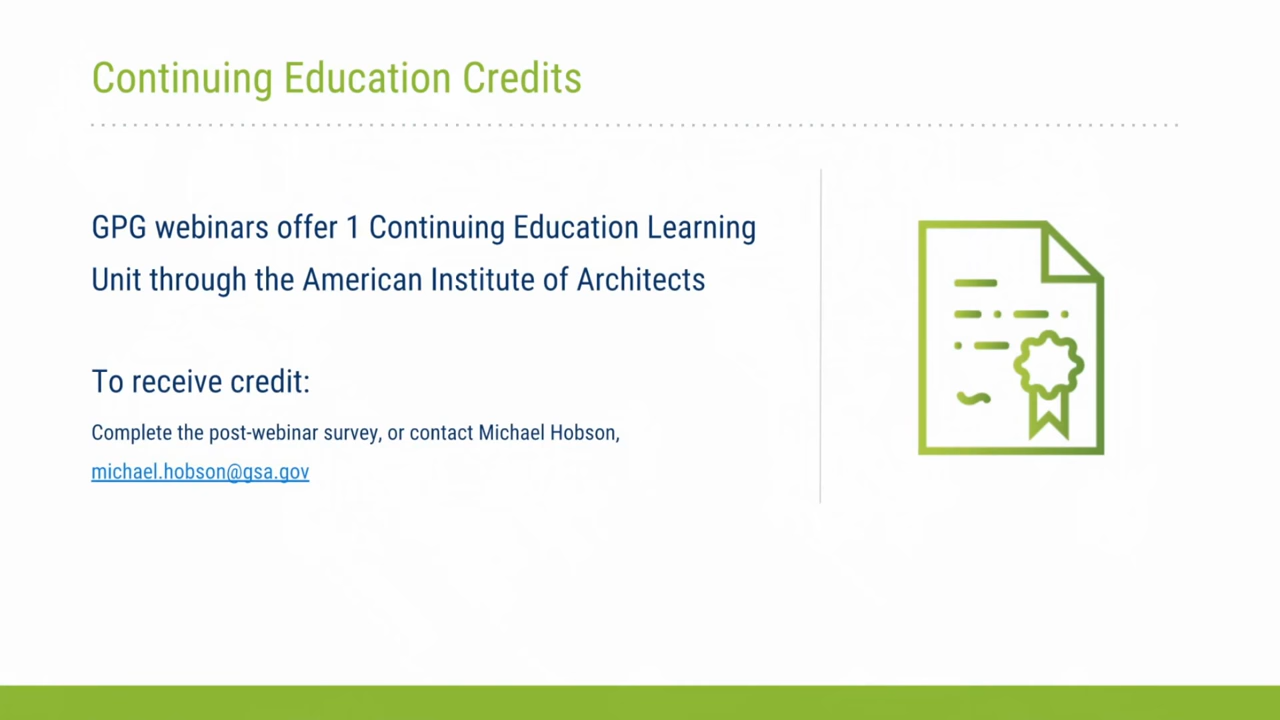 Continuing Education Credits
GPG webinars offer 1 Continuing Education Learning
Unit through the American Institute of Architects
To receive credit:
Complete the post-webinar survey, or contact Michael Hobson,
michael.hobson@gsa.gov